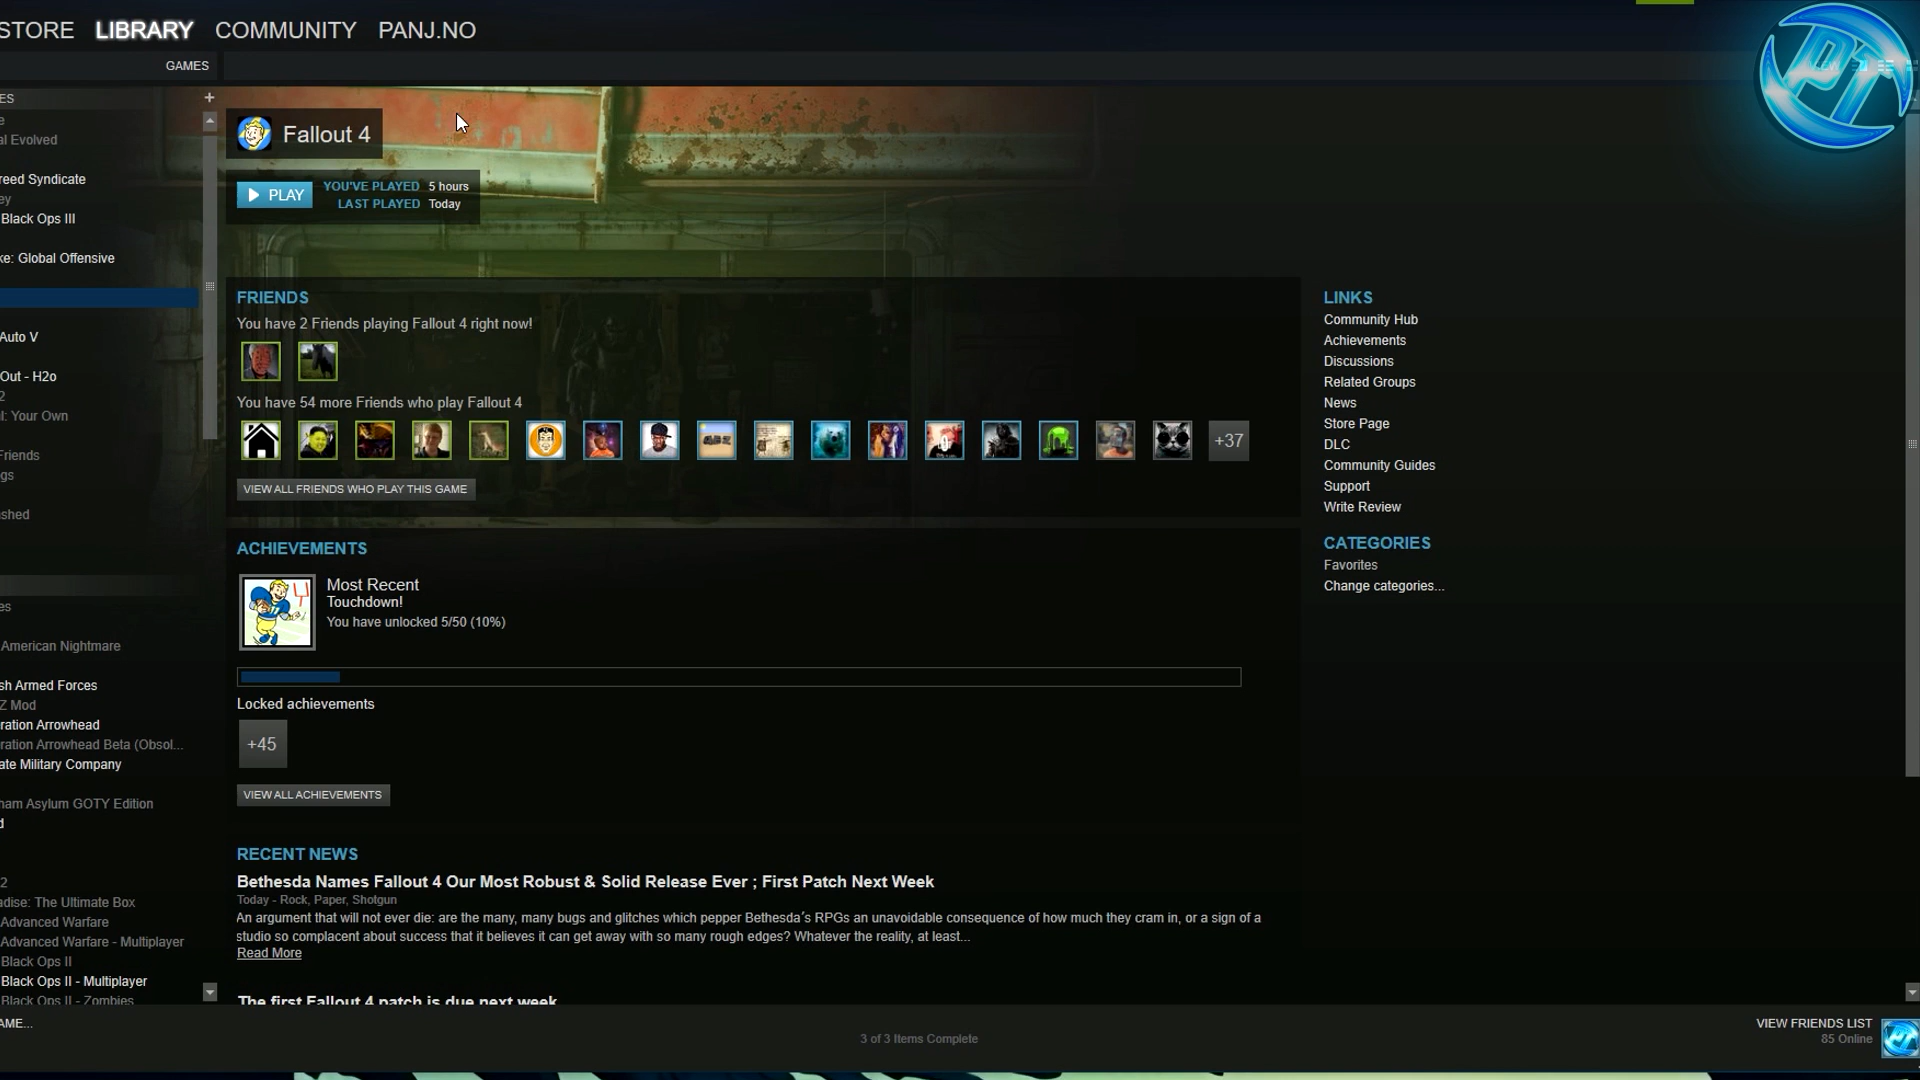 STORE LIBRARY COMMUNITY PANJ.NO
GAMES
ES
+
e
al Evolved
reed Syndicate
ey
Black Ops III
ke: Global Offensive
Auto V
Out - H2o
2
l: Your Own
Friends
gs
shed
es
American Nightmare
sh Armed Forces
Z Mod
ration Arrowhead
ration Arrowhead Beta (Obsol...
ate Military Company
ham Asylum GOTY Edition
d
2
adise: The Ultimate Box
Advanced Warfare
Advanced Warfare - Multiplayer
Black Ops II
Black Ops II - Multiplayer
Black Ops II - Zombies
AME...
Fallout 4
PLAY
YOU'VE PLAYED 5 hours
LAST PLAYED Today
FRIENDS
You have 2 Friends playing Fallout 4 right now!
You have 54 more Friends who play Fallout 4
+37
VIEW ALL FRIENDS WHO PLAY THIS GAME
ACHIEVEMENTS
Most Recent
Touchdown!
You have unlocked 5/50 (10%)
Locked achievements
+45
VIEW ALL ACHIEVEMENTS
RECENT NEWS
Bethesda Names Fallout 4 Our Most Robust & Solid Release Ever ; First Patch Next Week
Today - Rock, Paper, Shotgun
An argument that will not ever die: are the many, many bugs and glitches which pepper Bethesda´s RPGs an unavoidable consequence of how much they cram in, or a sign of a
studio so complacent about success that it believes it can get away with so many rough edges? Whatever the reality, at least...
Read More
The first Fallout 4 patch is due next week
LINKS
Community Hub
Achievements
Discussions
Related Groups
News
Store Page
DLC
Community Guides
Support
Write Review
CATEGORIES
Favorites
Change categories...
3 of 3 Items Complete
VIEW FRIENDS LIST
85 Online